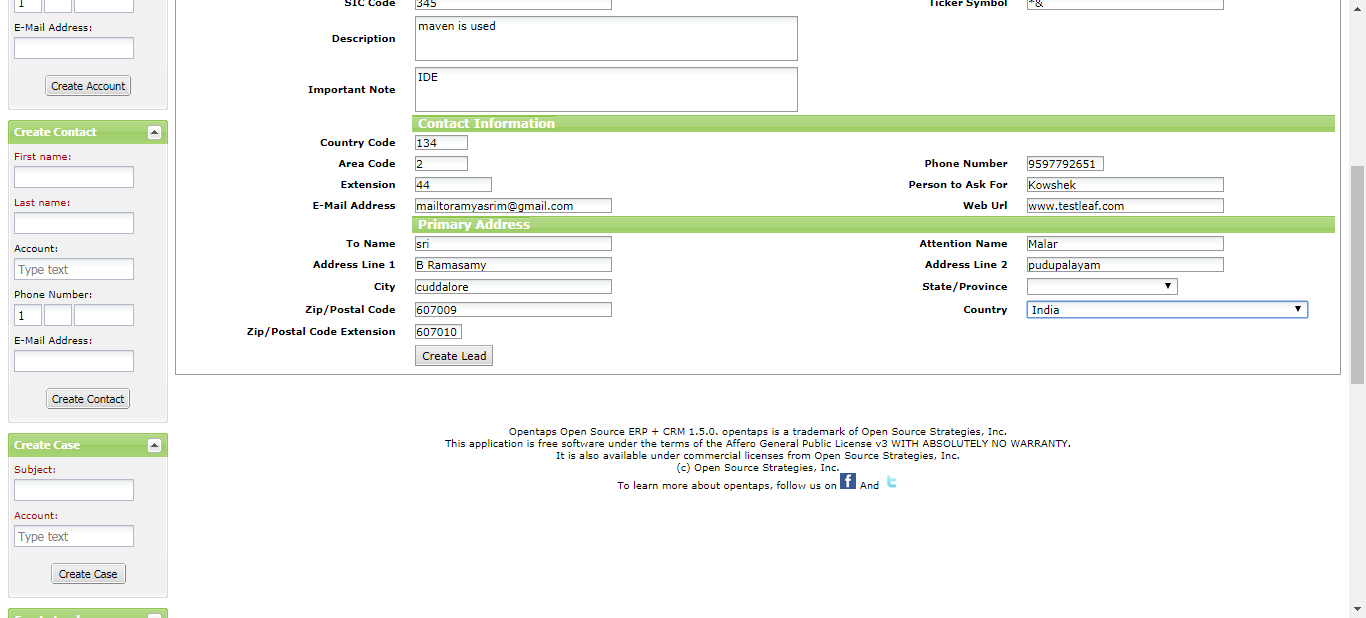 1
E-Mail Address:
Create Account
Create Contact
First name:
Last name:
Account:
Type text
Phone Number:
1
E-Mail Address:
Create Contact
Create Case
Subject:
Account:
Type text
Create Case
SIC Code 345 Ticker Symbol *&
Description maven is used
Important Note IDE
Contact Information
Country Code 134
Area Code 2 Phone Number 9597792651
Extension 44 Person to Ask For Kowshek
E-Mail Address mailtoramyasrim@gmail.com Web Url www.testleaf.com
Primary Address
To Name sri Attention Name Malar
Address Line 1 B Ramasamy Address Line 2 pudupalayam
City cuddalore State/Province
Zip/Postal Code 607009 Country India
Zip/Postal Code Extension 607010
Create Lead
Opentaps Open Source ERP + CRM 1.5.0. opentaps is a trademark of Open Source Strategies, Inc.
This application is free software under the terms of the Affero General Public License v3 WITH ABSOLUTELY NO WARRANTY.
It is also available under commercial licenses from Open Source Strategies, Inc.
(c) Open Source Strategies, Inc.
To learn more about opentaps, follow us on f And t